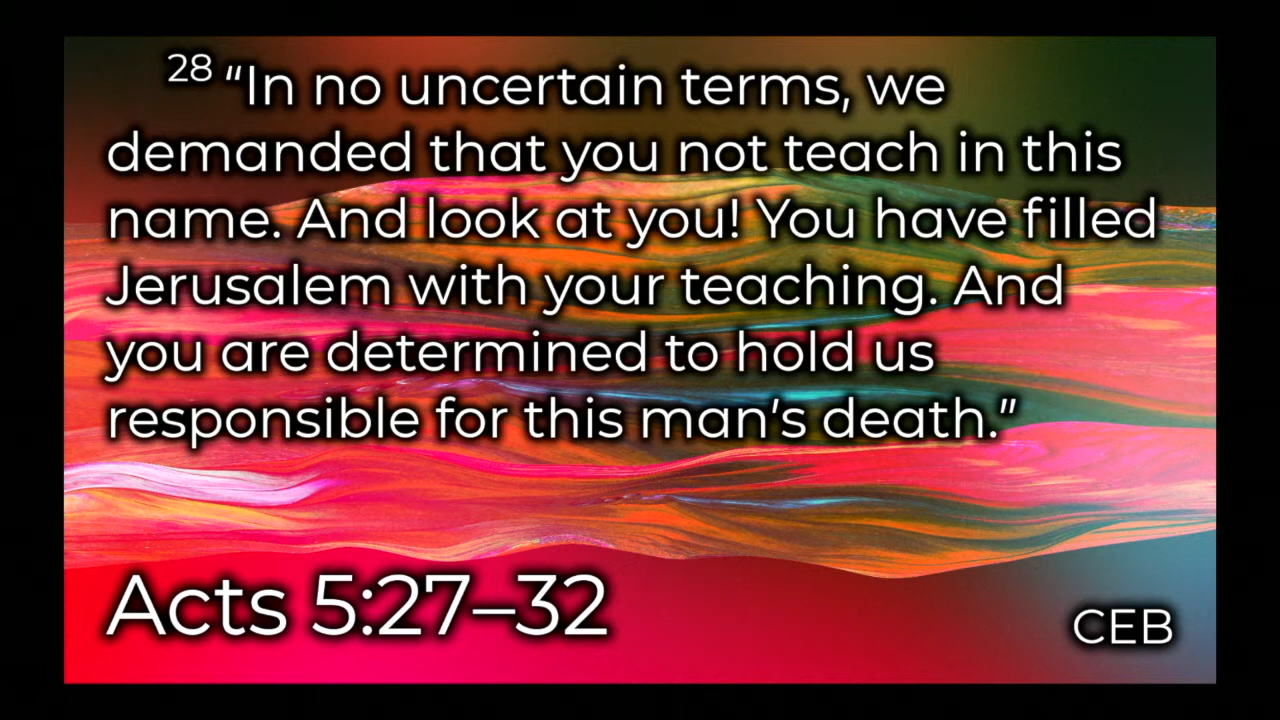 28 “In no uncertain terms, we
demanded that you not teach in this
name. And look at you! You have filled
Jerusalem with your teaching. And
you are determined to hold us
responsible for this man’s death.”
Acts 5:27–32
CEB